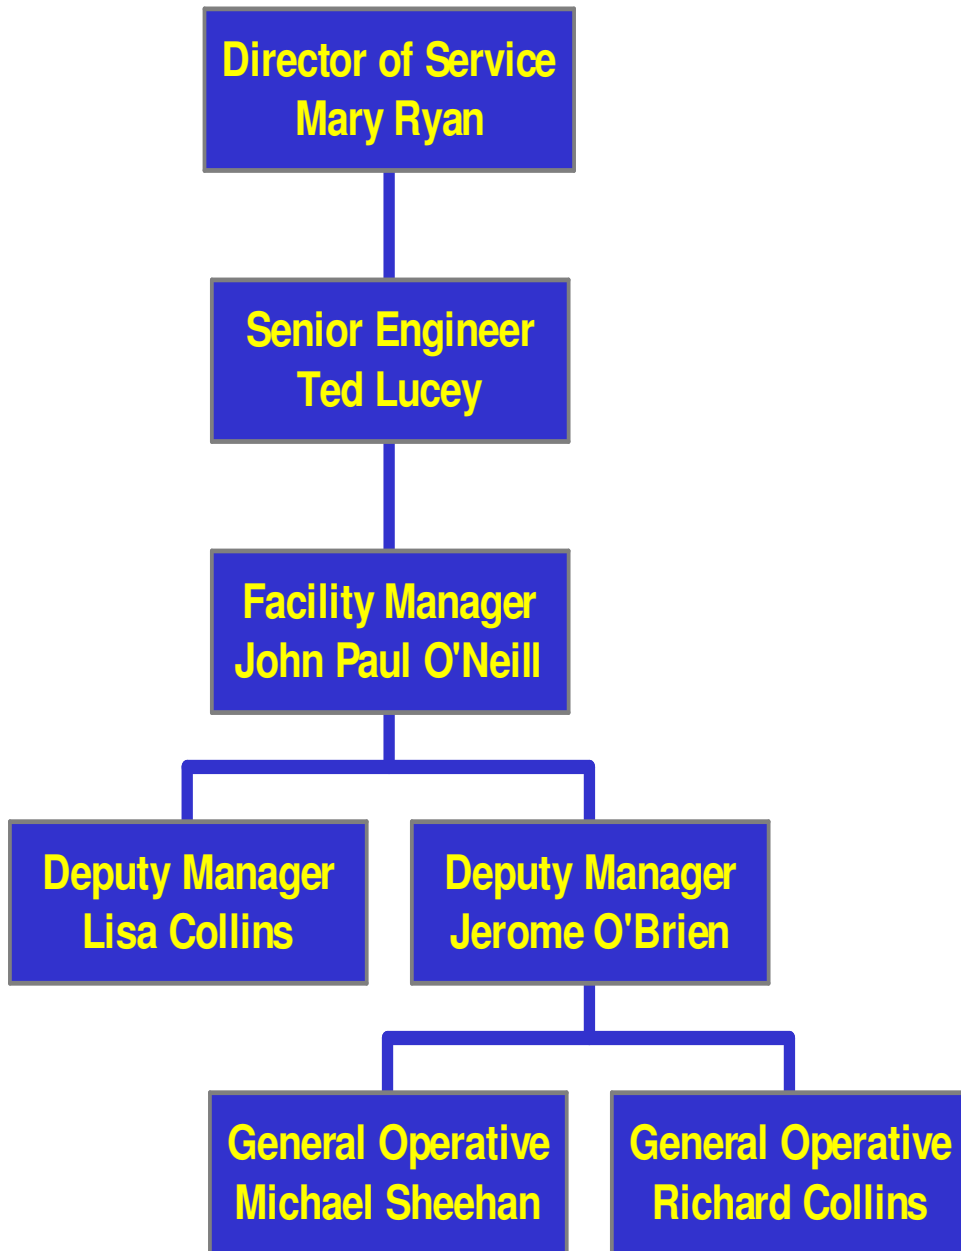 Director of Service
Mary Ryan
Senior Engineer
Ted Lucey
Facility Manager
John Paul O'Neill
Deputy Manager
Lisa Collins
Deputy Manager
Jerome O'Brien
General Operative
Michael Sheehan
General Operative
Richard Collins